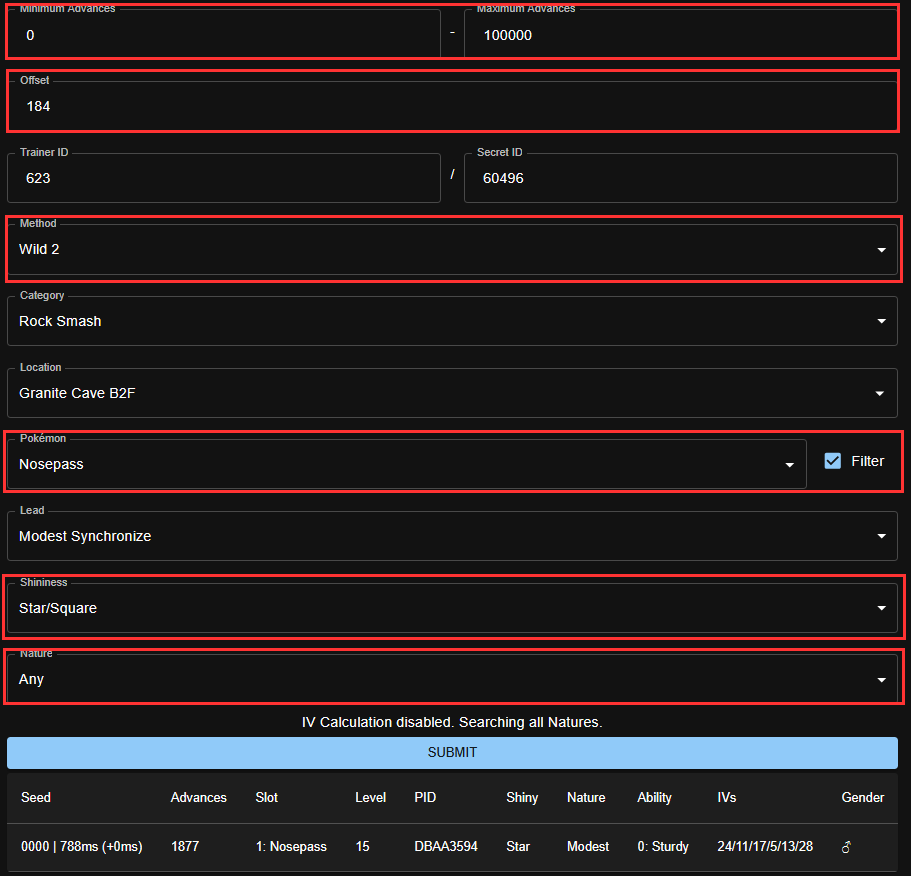 Minimum Advances Maximum Advances
0 - 100000
Offset
184
Trainer ID Secret ID
623 / 60496
Method
Wild 2
Category
Rock Smash
Location
Granite Cave B2F
Pokémon
Nosepass Filter
Lead
Modest Synchronize
Shininess
Star/Square
Nature
Any
IV Calculation disabled. Searching all Natures.
SUBMIT
Seed Advances Slot Level PID Shiny Nature Ability IVs Gender
0000 | 788ms (+0ms) 1877 1: Nosepass 15 DBAA3594 Star Modest 0: Sturdy 24/11/17/5/13/28 ♂